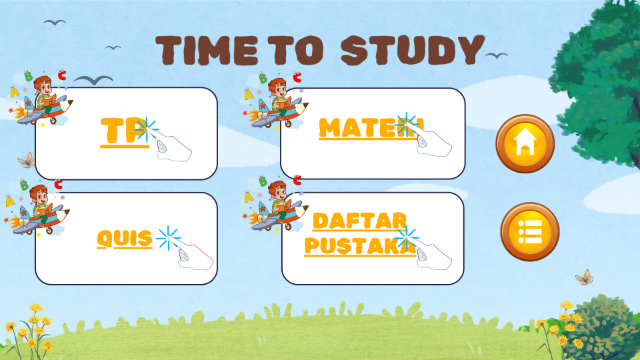 TIME TO STUDY
A B C
TP
A B C
MATERI
A B C
QUIS
A B C
DAFTAR
PUSTAKA